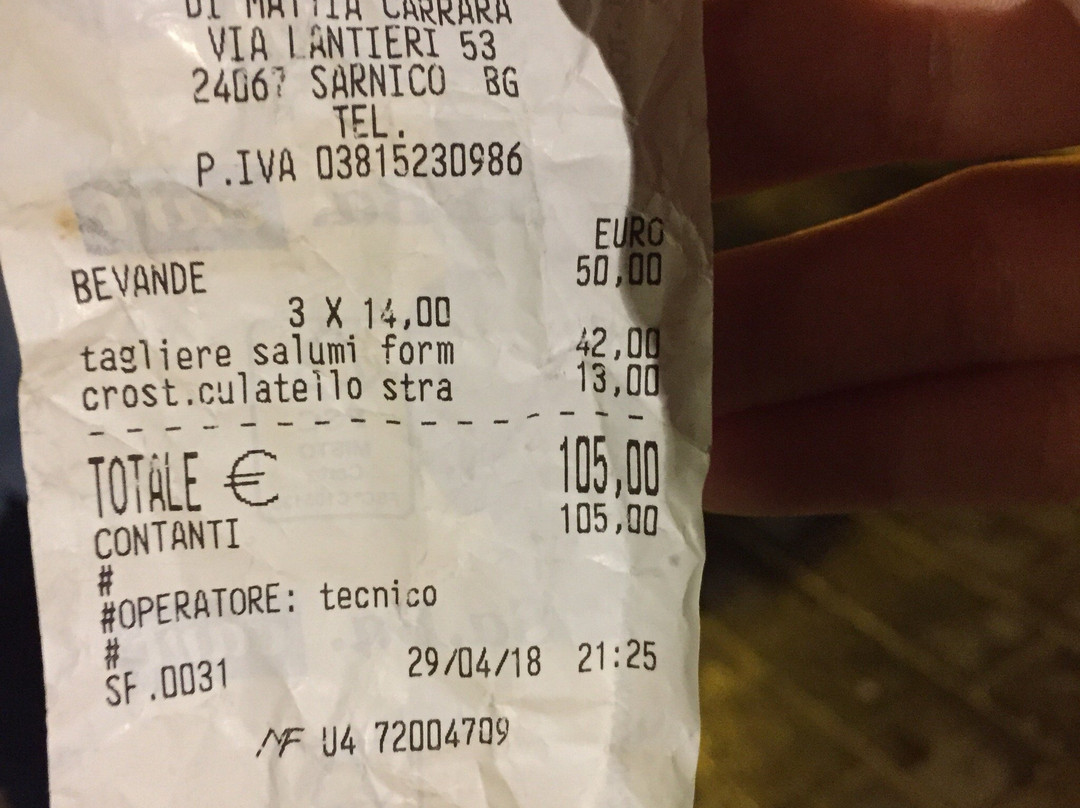 DI MATTIA CARRARA
VIA LANTIERI 53
24067 SARNICO BG
TEL.
P.IVA 03815230986
EURO
BEVANDE 50,00
3 X 14,00
tagliere salumi form 42,00
crost.culatello stra 13,00
TOTALE € 105,00
CONTANTI 105,00
#
#OPERATORE: tecnico
#
SF.0031 29/04/18 21:25
MF U4 72004709